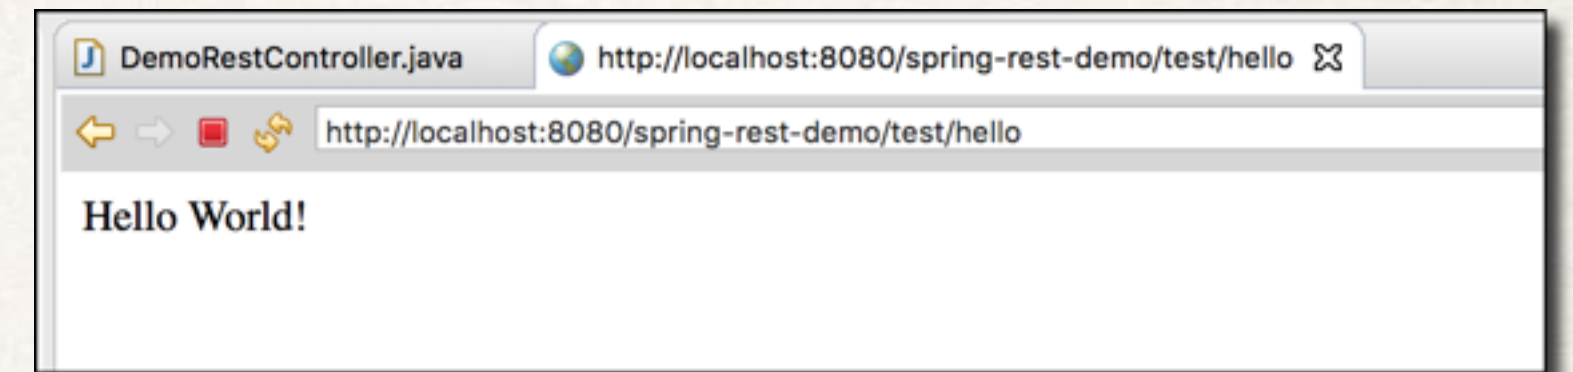 DemoRestController.java http://localhost:8080/spring-rest-demo/test/hello
http://localhost:8080/spring-rest-demo/test/hello
Hello World!